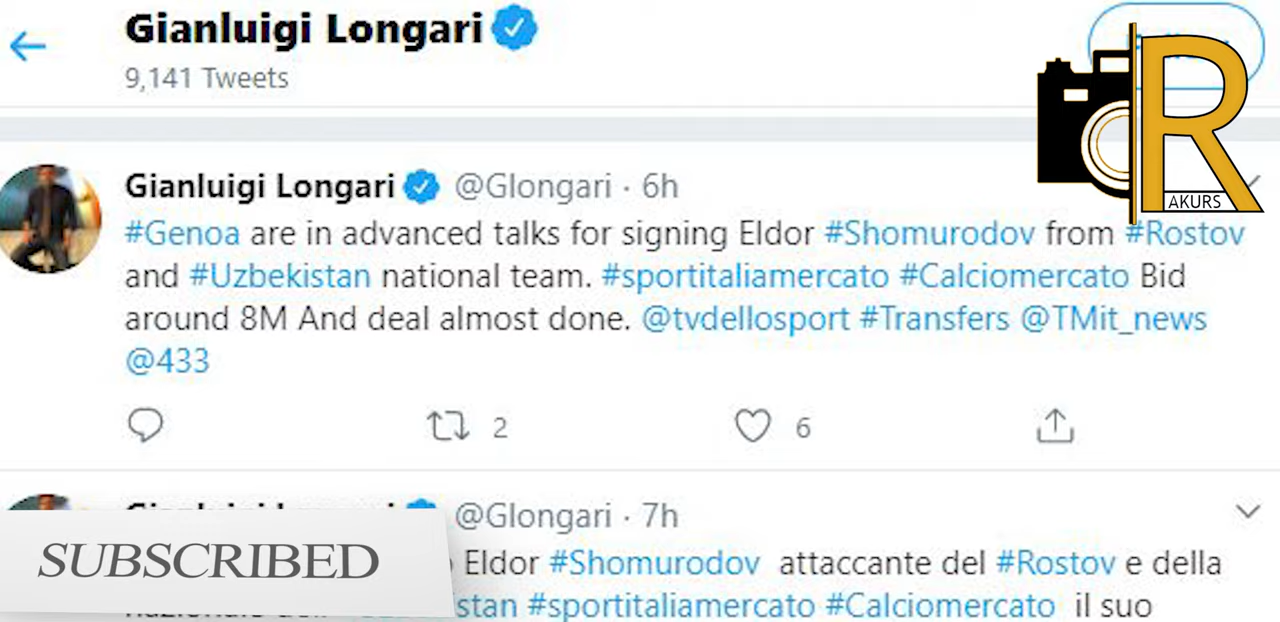 Gianluigi Longari
9,141 Tweets
R
AKURS
Gianluigi Longari @Glongari · 6h
#Genoa are in advanced talks for signing Eldor #Shomurodov from #Rostov
and #Uzbekistan national team. #sportitaliamercato #Calciomercato Bid
around 8M And deal almost done. @tvdellosport #Transfers @TMit_news
@433
2 6
@Glongari · 7h
Eldor #Shomurodov attaccante del #Rostov e della
#sportitaliamercato #Calciomercato il suo
SUBSCRIBED